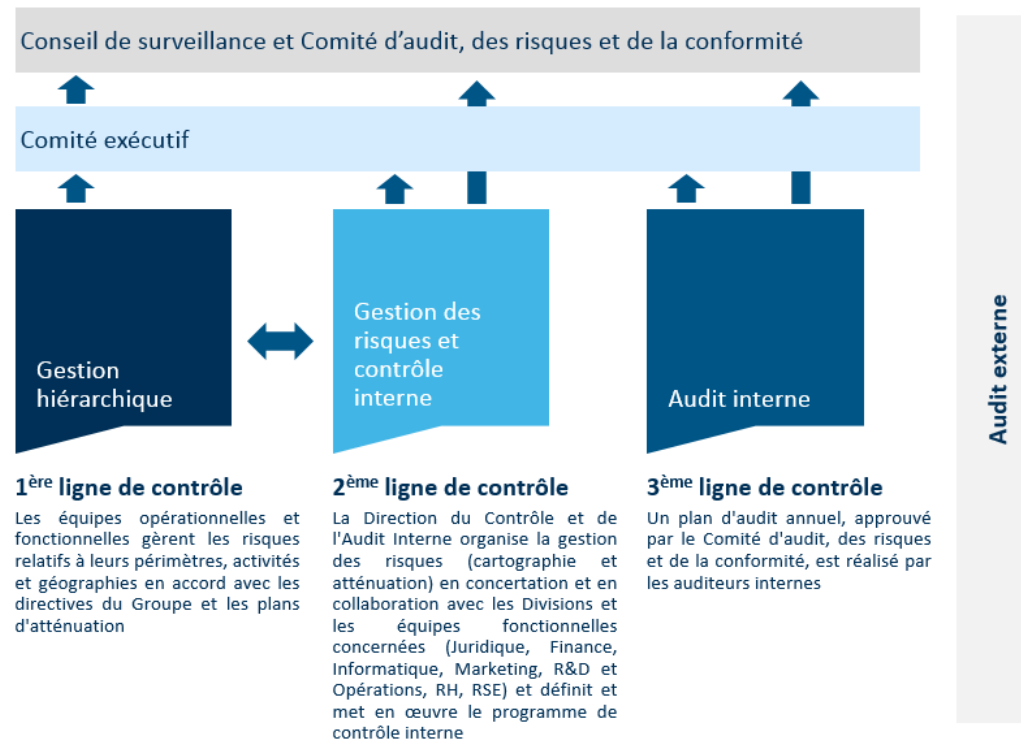 Conseil de surveillance et Comité d'audit, des risques et de la conformité
Comité exécutif
Gestion
hiérarchique
Gestion des
risques et
contrôle
interne
Audit interne
Audit externe
1ère ligne de contrôle
Les équipes opérationnelles et
fonctionnelles gèrent les risques
relatifs à leurs périmètres, activités
et géographies en accord avec les
directives du Groupe et les plans
d'atténuation
2ème ligne de contrôle
La Direction du Contrôle et de
l'Audit Interne organise la gestion
des risques (cartographie et
atténuation) en concertation et en
collaboration avec les Divisions et
les équipes fonctionnelles
concernées (Juridique, Finance,
Informatique, Marketing, R&D et
Opérations, RH, RSE) et définit et
met en œuvre le programme de
contrôle interne
3ème ligne de contrôle
Un plan d'audit annuel, approuvé
par le Comité d'audit, des risques
et de la conformité, est réalisé par
les auditeurs internes